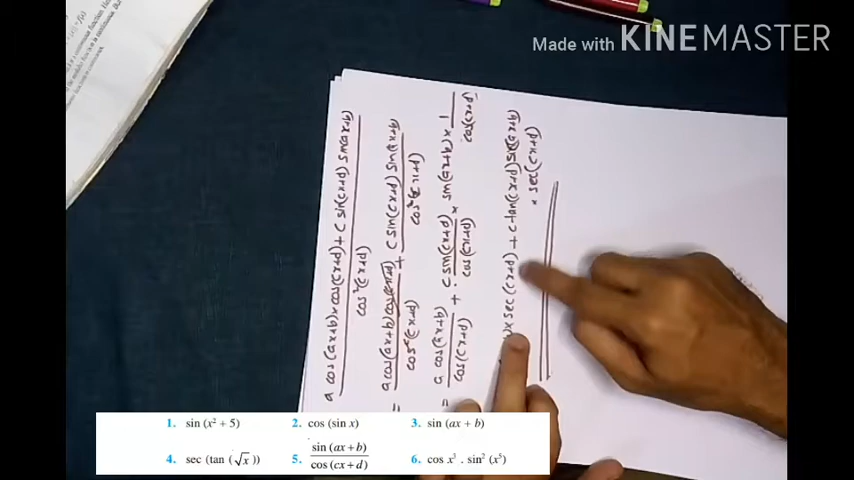 Made with KINEMASTER
a cos(ax+b) × cos(cx+d) + c sin(cx+d) sin(ax+b)
cos²(cx+d)
= a cos(ax+b) cos(cx+d) / cos²(cx+d) + c sin(cx+d) sin(ax+b) / cos²(cx+d)
= a cos(ax+b) / cos(cx+d) + c sin(cx+d) / cos(cx+d) × sin(ax+b) × 1 / cos(cx+d)
× sec(cx+d) + c tan(cx+d) sin(ax+b)
× sec(cx+d)
1. sin (x² + 5) 2. cos (sin x) 3. sin (ax + b)
4. sec (tan (√x)) 5. sin (ax + b) / cos (cx + d) 6. cos x³ . sin² (x⁵)